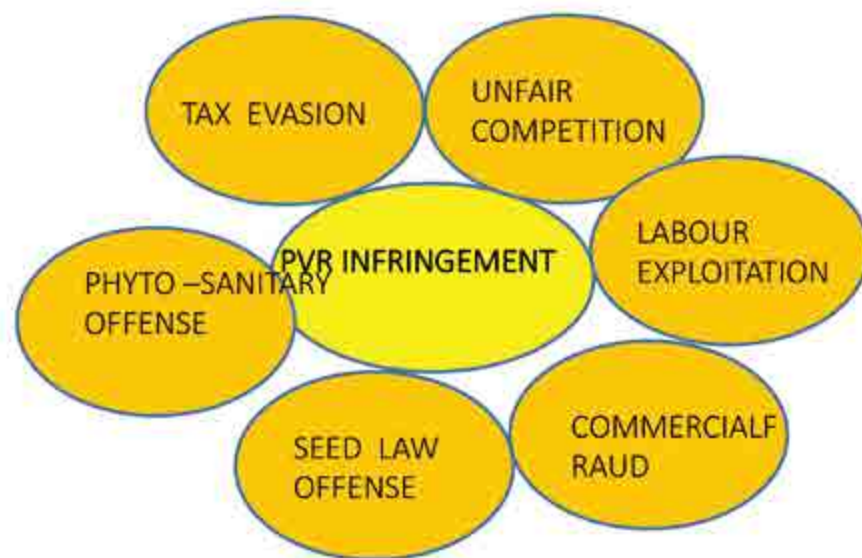 TAX EVASION
UNFAIR
COMPETITION
PVR INFRINGEMENT
LABOUR
EXPLOITATION
PHYTO –SANITARY
OFFENSE
SEED LAW
OFFENSE
COMMERCIALF
RAUD